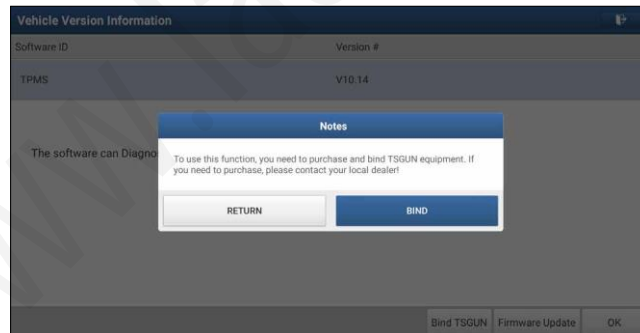 Vehicle Version Information
Software ID Version #
TPMS V10.14
Notes
The software can Diagno
To use this function, you need to purchase and bind TSGUN equipment. If
you need to purchase, please contact your local dealer!
RETURN BIND
Bind TSGUN Firmware Update OK